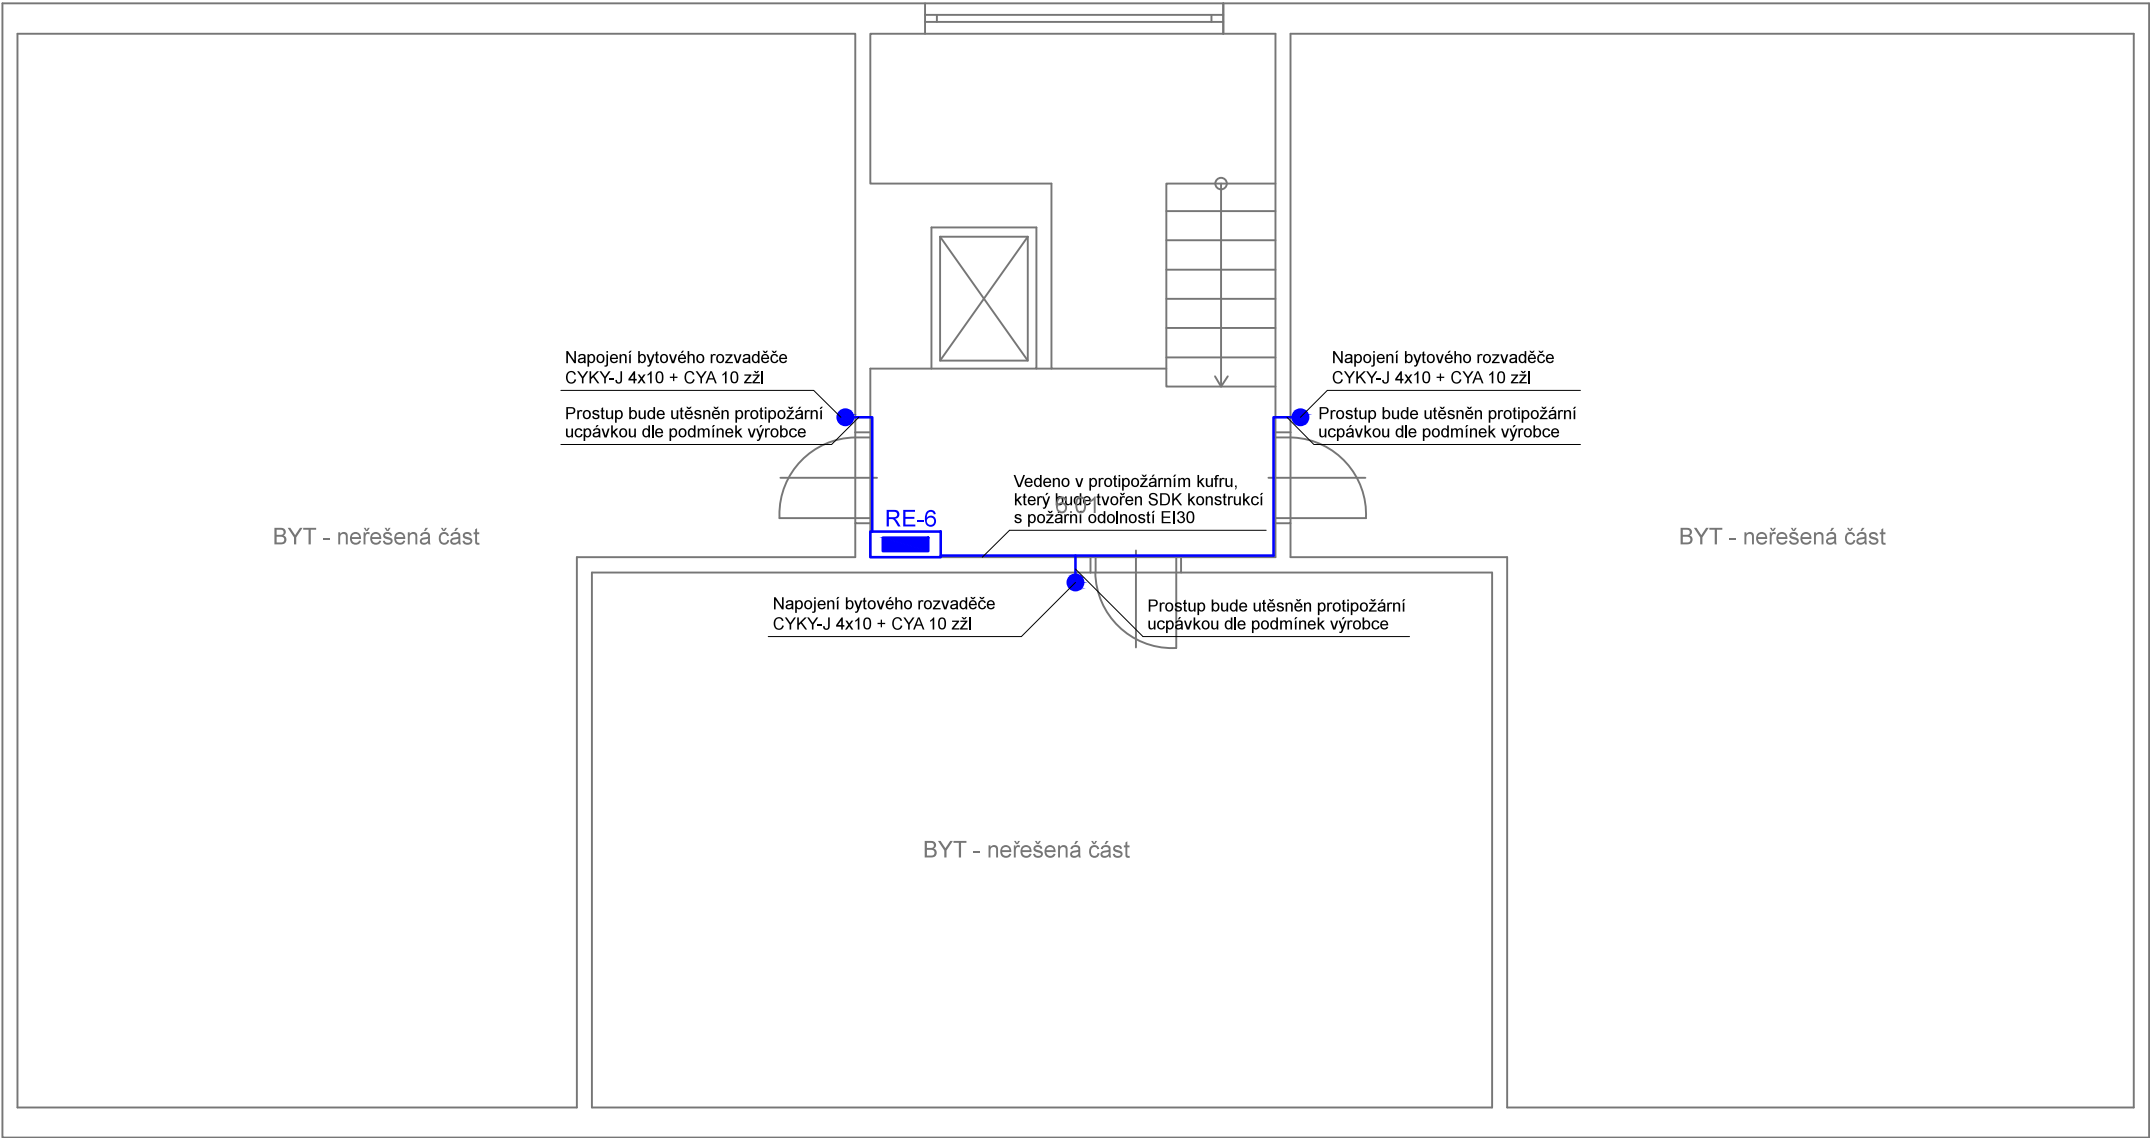 Napojení bytového rozvaděče
CYKY-J 4x10 + CYA 10 zžl
Prostup bude utěsněn protipožární
ucpávkou dle podmínek výrobce
Napojení bytového rozvaděče
CYKY-J 4x10 + CYA 10 zžl
Prostup bude utěsněn protipožární
ucpávkou dle podmínek výrobce
Vedeno v protipožárním kufru,
který bude tvořen SDK konstrukcí
s požární odolností EI30
6.01
RE-6
BYT - neřešená část
BYT - neřešená část
Napojení bytového rozvaděče
CYKY-J 4x10 + CYA 10 zžl
Prostup bude utěsněn protipožární
ucpávkou dle podmínek výrobce
BYT - neřešená část